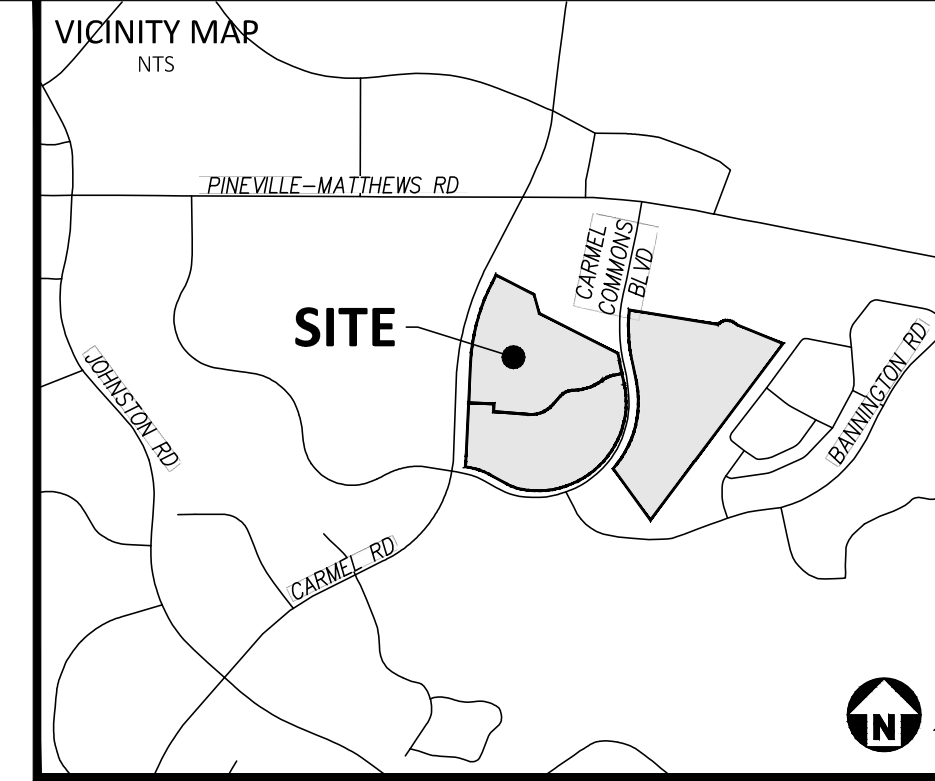 VICINITY MAP
NTS
PINEVILLE-MATTHEWS RD
CARMEL
COMMONS
BLVD
SITE
JOHNSTON RD
BANNINGTON RD
CARMEL RD
N